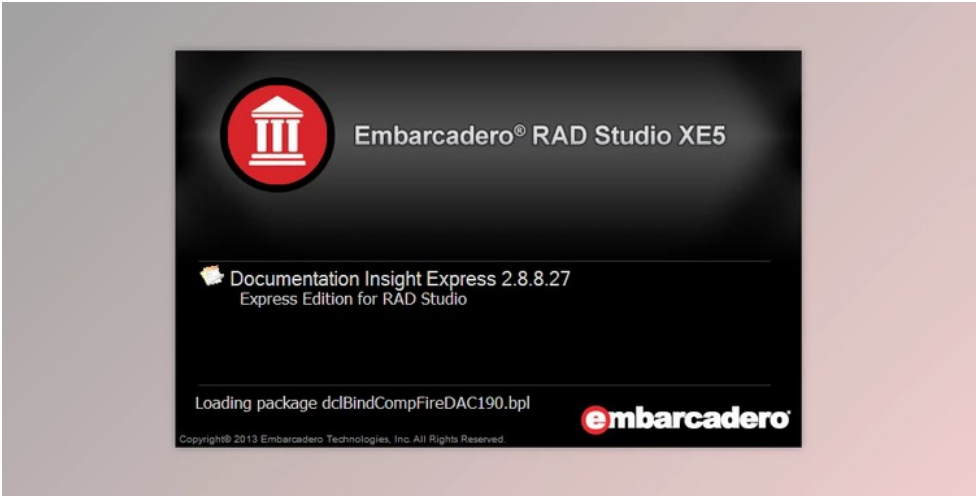 Embarcadero® RAD Studio XE5
Documentation Insight Express 2.8.8.27
Express Edition for RAD Studio
Loading package dclBindCompFireDAC190.bpl
embarcadero
Copyright© 2013 Embarcadero Technologies, Inc. All Rights Reserved.